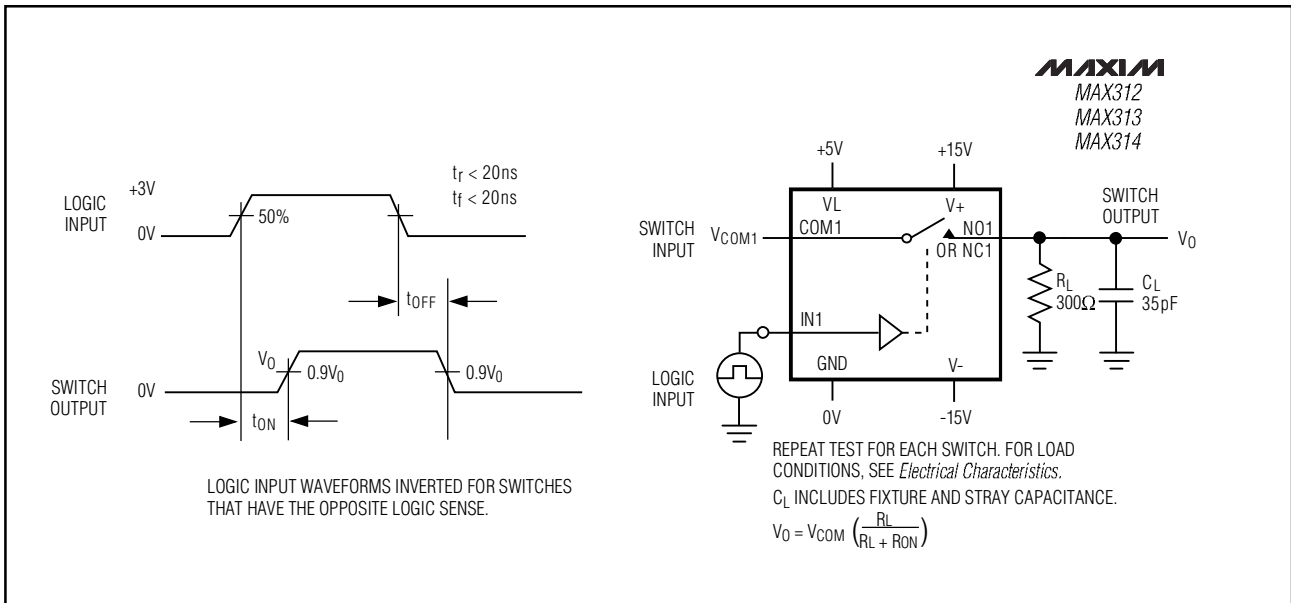 MAXIM
MAX312
MAX313
MAX314
LOGIC
INPUT
+3V
0V
50%
tr < 20ns
tf < 20ns
tOFF
SWITCH
OUTPUT
0V
VO
0.9V0
0.9V0
tON
LOGIC INPUT WAVEFORMS INVERTED FOR SWITCHES
THAT HAVE THE OPPOSITE LOGIC SENSE.
+5V
+15V
VL
V+
SWITCH
INPUT
VCOM1
COM1
NO1
OR NC1
SWITCH
OUTPUT
VO
RL
300Ω
CL
35pF
IN1
LOGIC
INPUT
GND
V-
0V
-15V
REPEAT TEST FOR EACH SWITCH. FOR LOAD
CONDITIONS, SEE Electrical Characteristics.
CL INCLUDES FIXTURE AND STRAY CAPACITANCE.
VO = VCOM (RL / RL + RON)